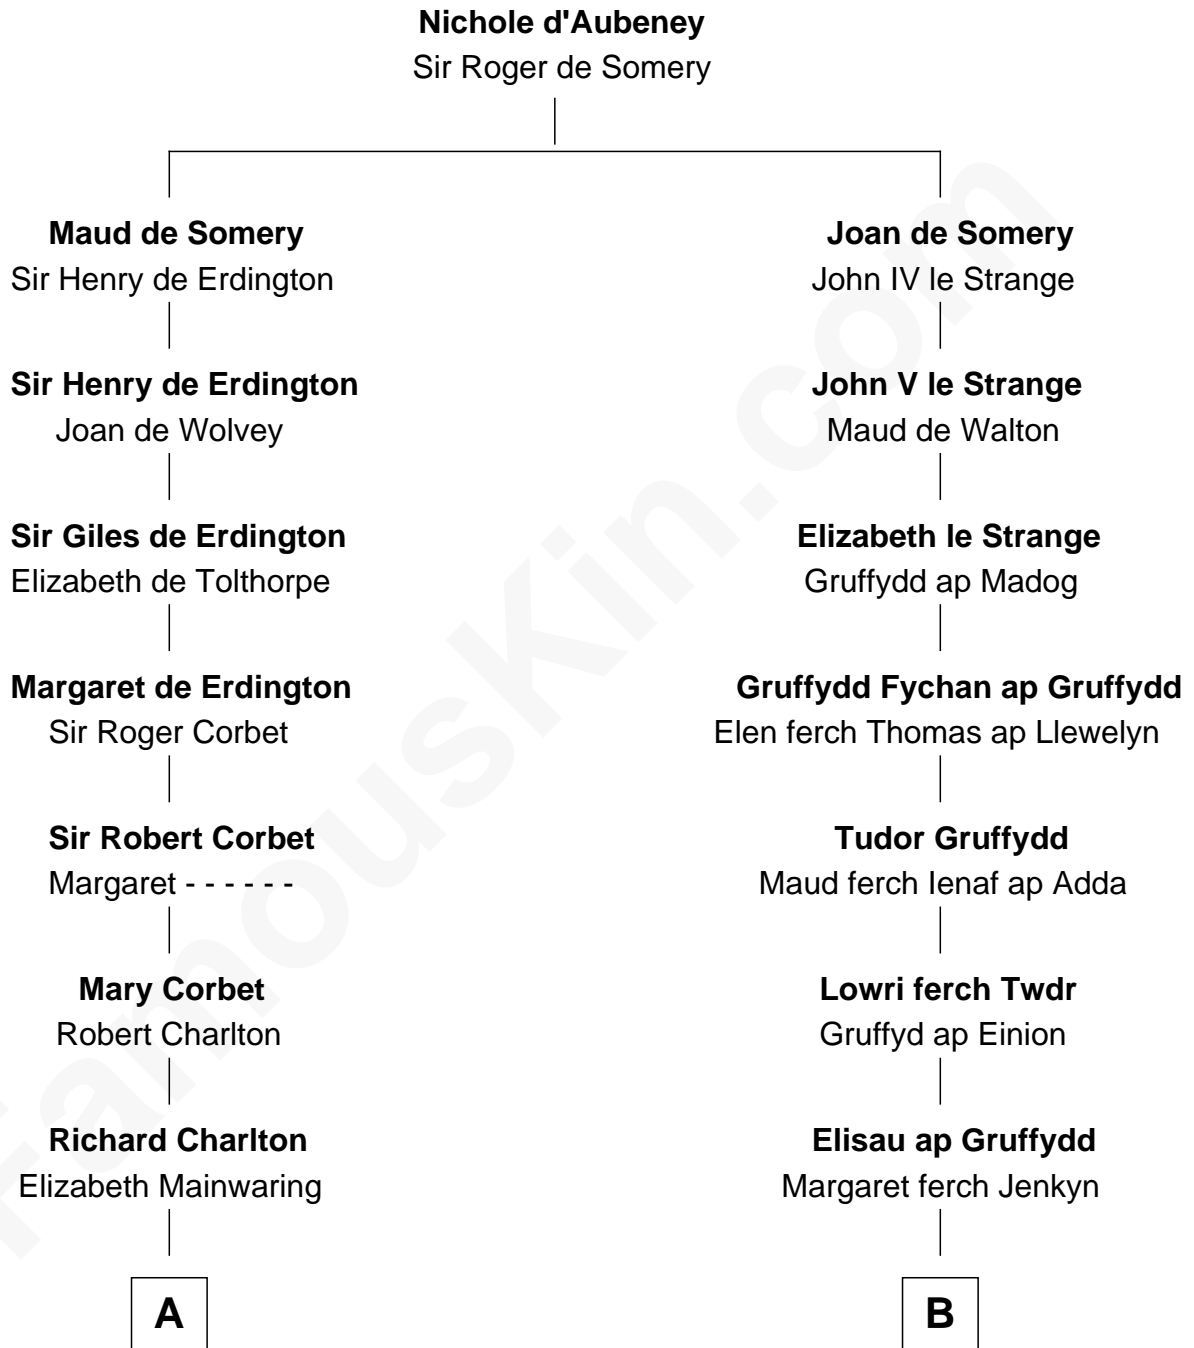 Nichole d'Aubeney
Sir Roger de Somery
Maud de Somery
Sir Henry de Erdington
Joan de Somery
John IV le Strange
Sir Henry de Erdington
Joan de Wolvey
John V le Strange
Maud de Walton
Sir Giles de Erdington
Elizabeth de Tolthorpe
Elizabeth le Strange
Gruffydd ap Madog
Margaret de Erdington
Sir Roger Corbet
Gruffydd Fychan ap Gruffydd
Elen ferch Thomas ap Llewelyn
Sir Robert Corbet
Margaret - - - - - -
Tudor Gruffydd
Maud ferch Ienaf ap Adda
Mary Corbet
Robert Charlton
Lowri ferch Twdr
Gruffyd ap Einion
Richard Charlton
Elizabeth Mainwaring
Elisau ap Gruffydd
Margaret ferch Jenkyn
A
B
FamousKin.com